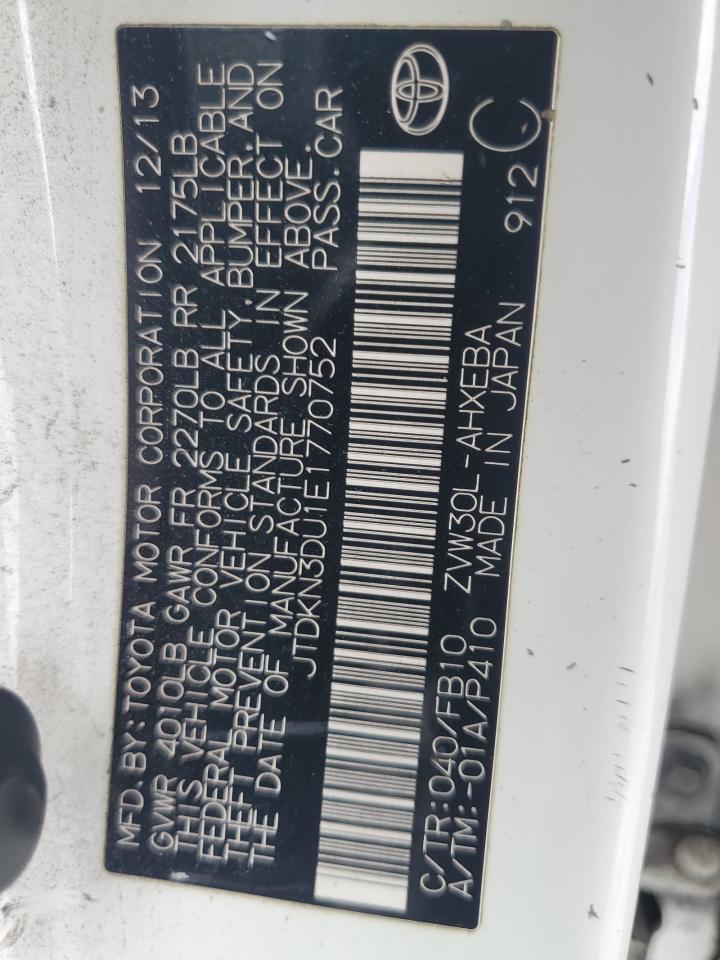 MFD. BY: TOYOTA MOTOR CORPORATION 12/13
GVWR 4010LB GAWR FR 2270LB RR 2175LB
THIS VEHICLE CONFORMS TO ALL APPLICABLE
FEDERAL MOTOR VEHICLE SAFETY, BUMPER, AND
THEFT PREVENTION STANDARDS IN EFFECT ON
THE DATE OF MANUFACTURE SHOWN ABOVE.
JTDKN3DU1E1770752 PASS. CAR
C/TR:040/FB10 ZVW30L-AHXEBA
A/TM:-01A/P410 MADE IN JAPAN 912 C